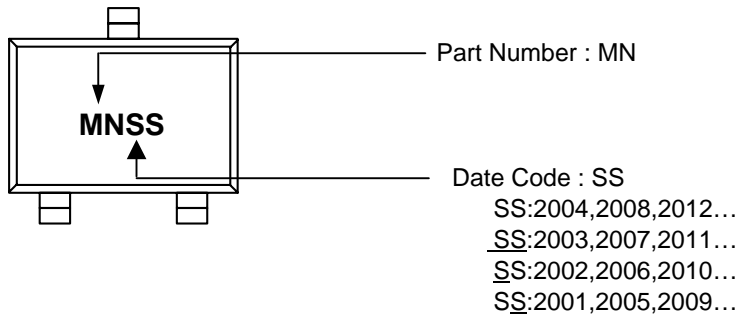 Part Number : MN
MNSS
Date Code : SS
SS:2004,2008,2012…
SS:2003,2007,2011…
SS:2002,2006,2010…
SS:2001,2005,2009…